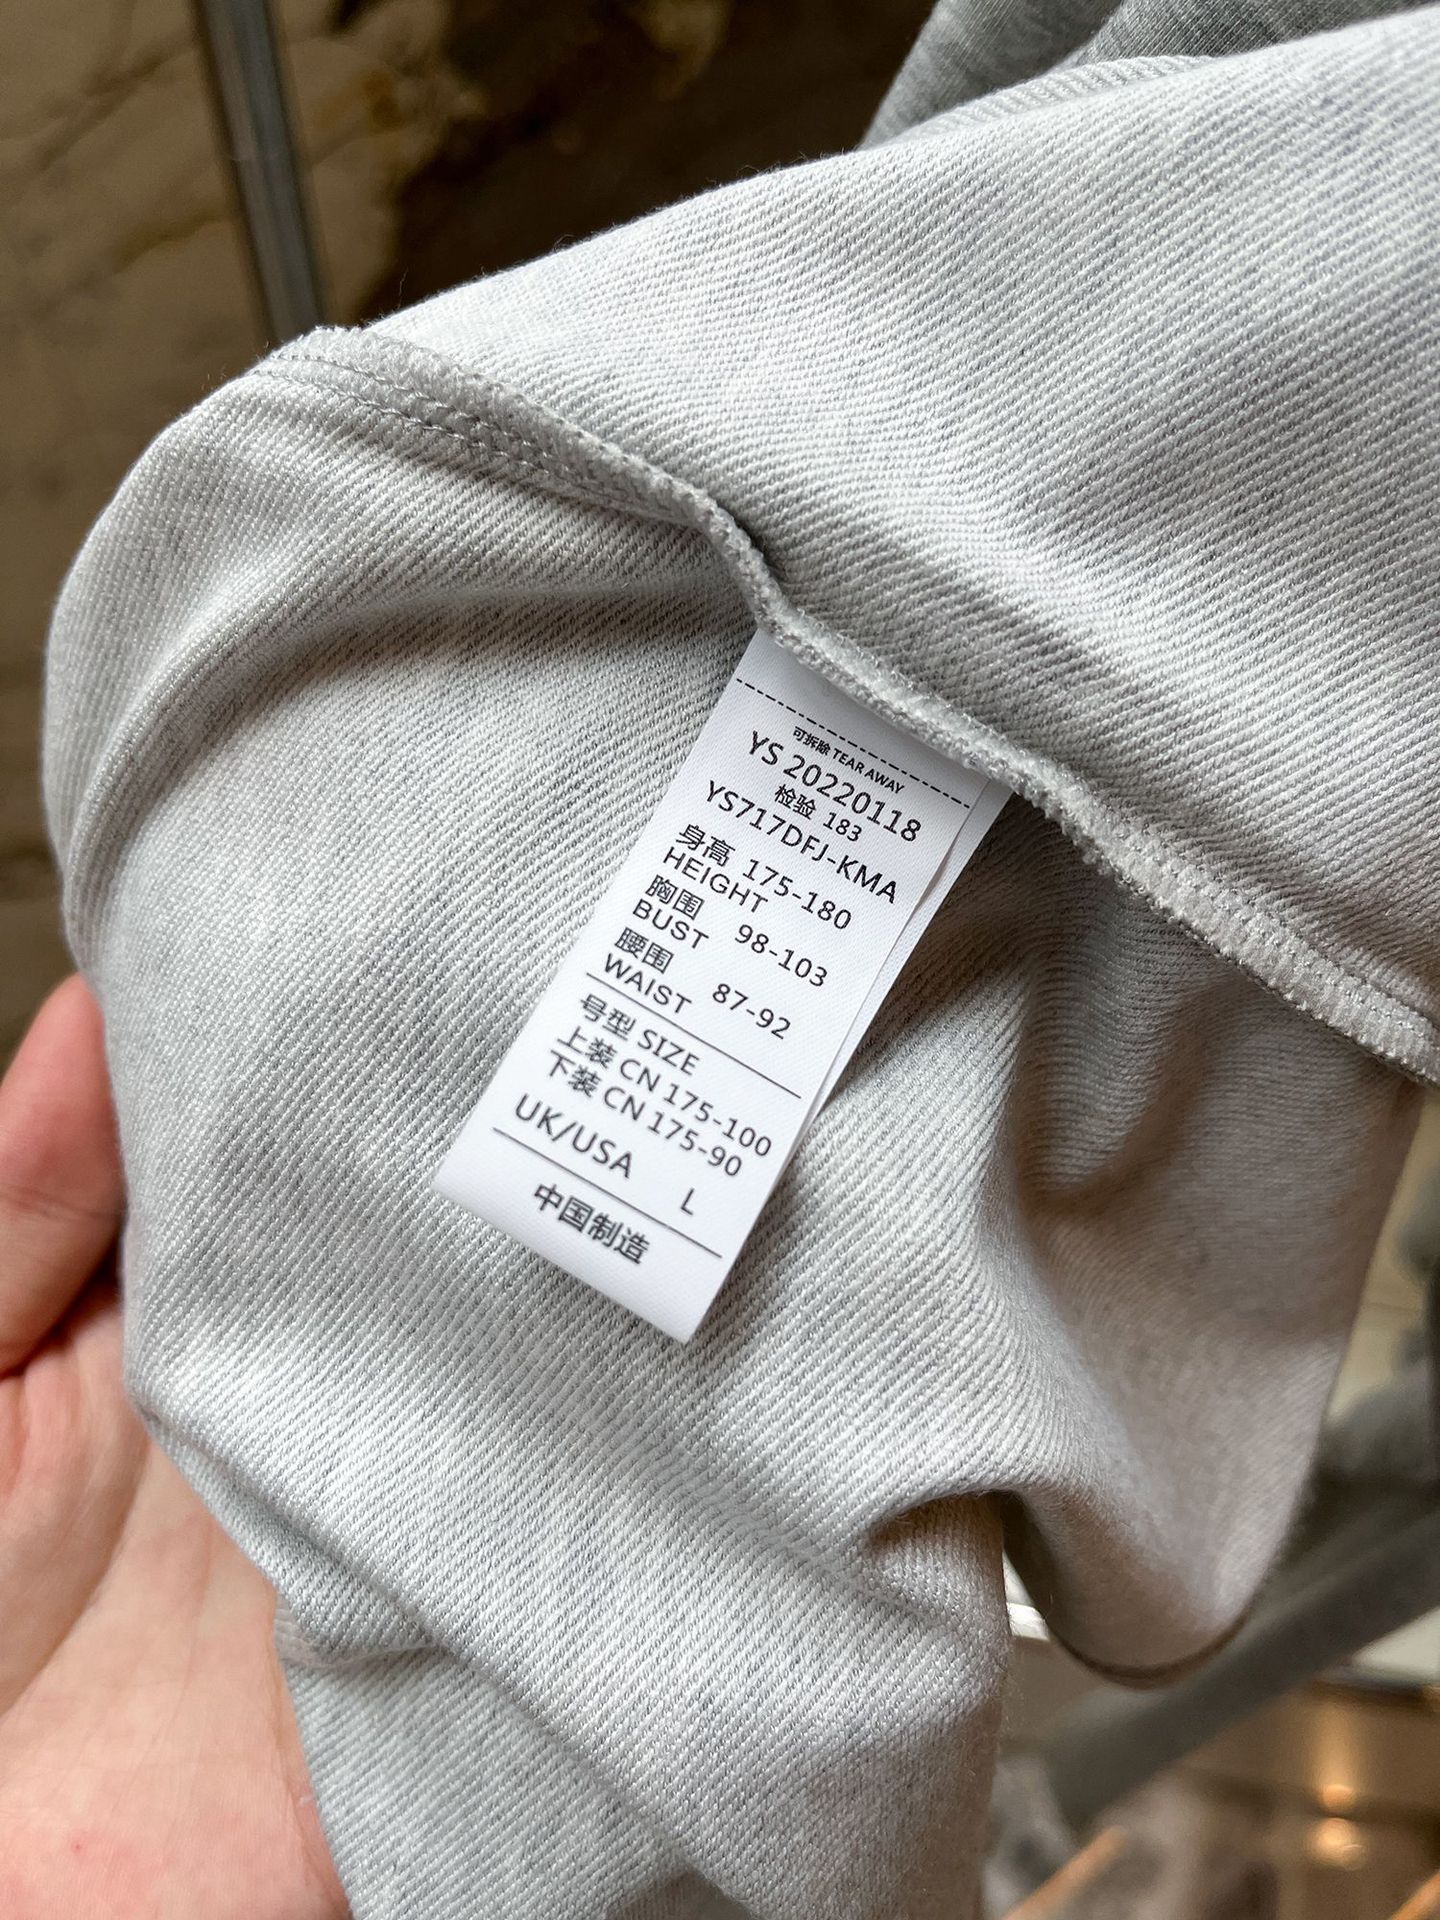 可拆除 TEAR AWAY
YS 20220118
检验 183
YS717DFJ-KMA
身高 175-180
HEIGHT
胸围 98-103
BUST
腰围 87-92
WAIST
号型 SIZE
上装 CN 175-100
下装 CN 175-90
UK/USA L
中国制造